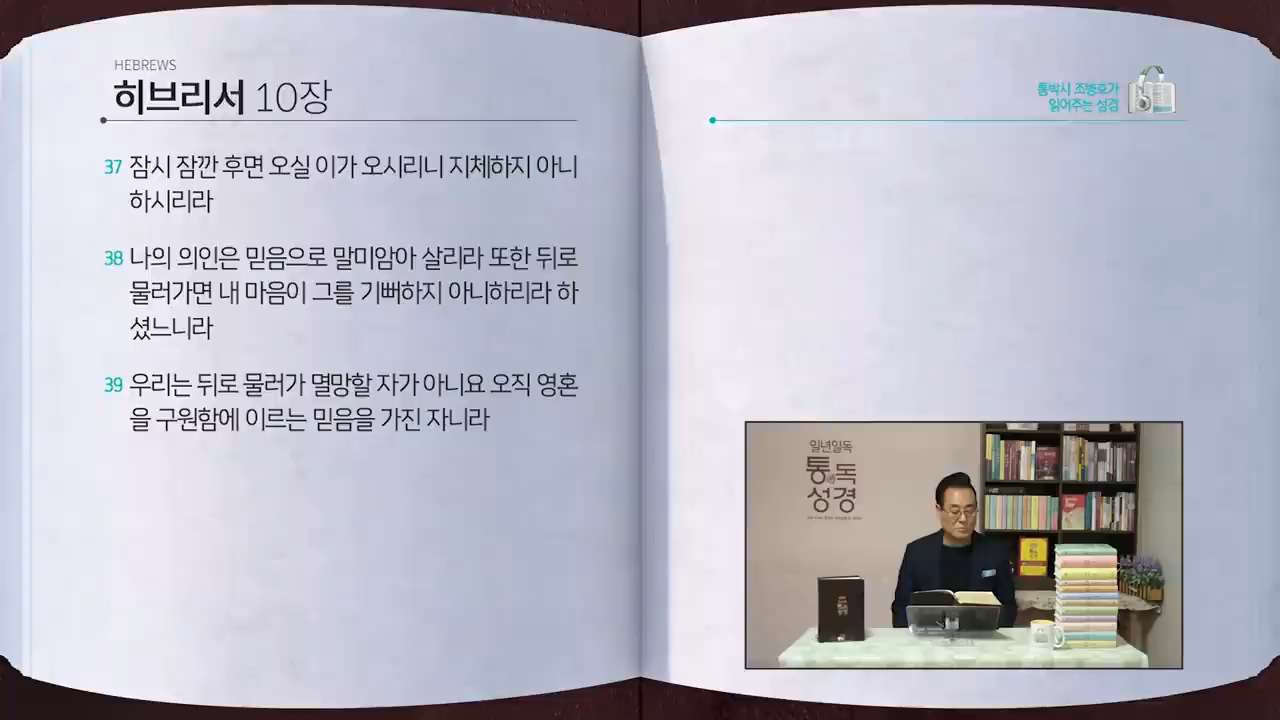 HEBREWS
히브리서 10장
37 잠시 잠깐 후면 오실 이가 오시리니 지체하지 아니
하시리라
38 나의 의인은 믿음으로 말미암아 살리라 또한 뒤로
물러가면 내 마음이 그를 기뻐하지 아니하리라 하
셨느니라
39 우리는 뒤로 물러가 멸망할 자가 아니요 오직 영혼
을 구원함에 이르는 믿음을 가진 자니라
통박사 조병호가
읽어주는 성경
일년일독
통독
성경